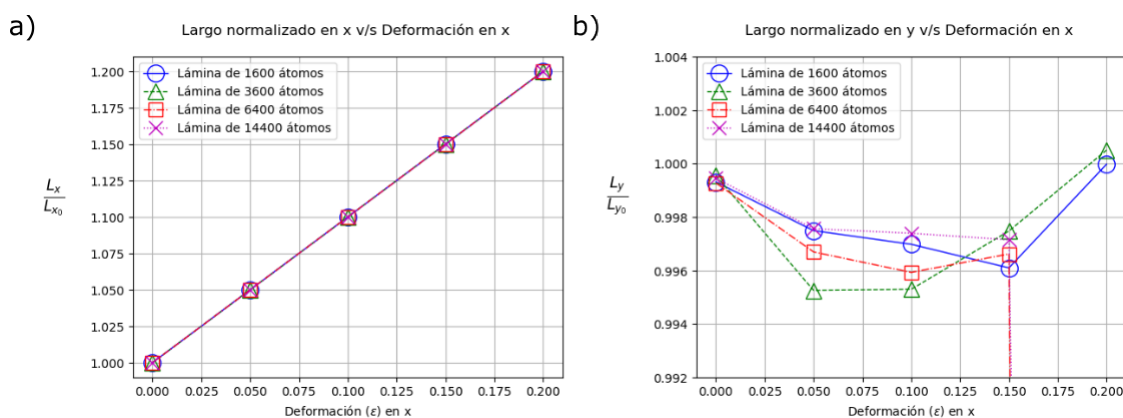 a)
Largo normalizado en x v/s Deformación en x
Lámina de 1600 átomos
Lámina de 3600 átomos
Lámina de 6400 átomos
Lámina de 14400 átomos
1.200
1.175
1.150
1.125
1.100
1.075
1.050
1.025
1.000
Lx
Lx0
0.000 0.025 0.050 0.075 0.100 0.125 0.150 0.175 0.200
Deformación (ε) en x
b)
Largo normalizado en y v/s Deformación en x
Lámina de 1600 átomos
Lámina de 3600 átomos
Lámina de 6400 átomos
Lámina de 14400 átomos
1.004
1.002
1.000
0.998
0.996
0.994
0.992
Ly
Ly0
0.000 0.025 0.050 0.075 0.100 0.125 0.150 0.175 0.200
Deformación (ε) en x